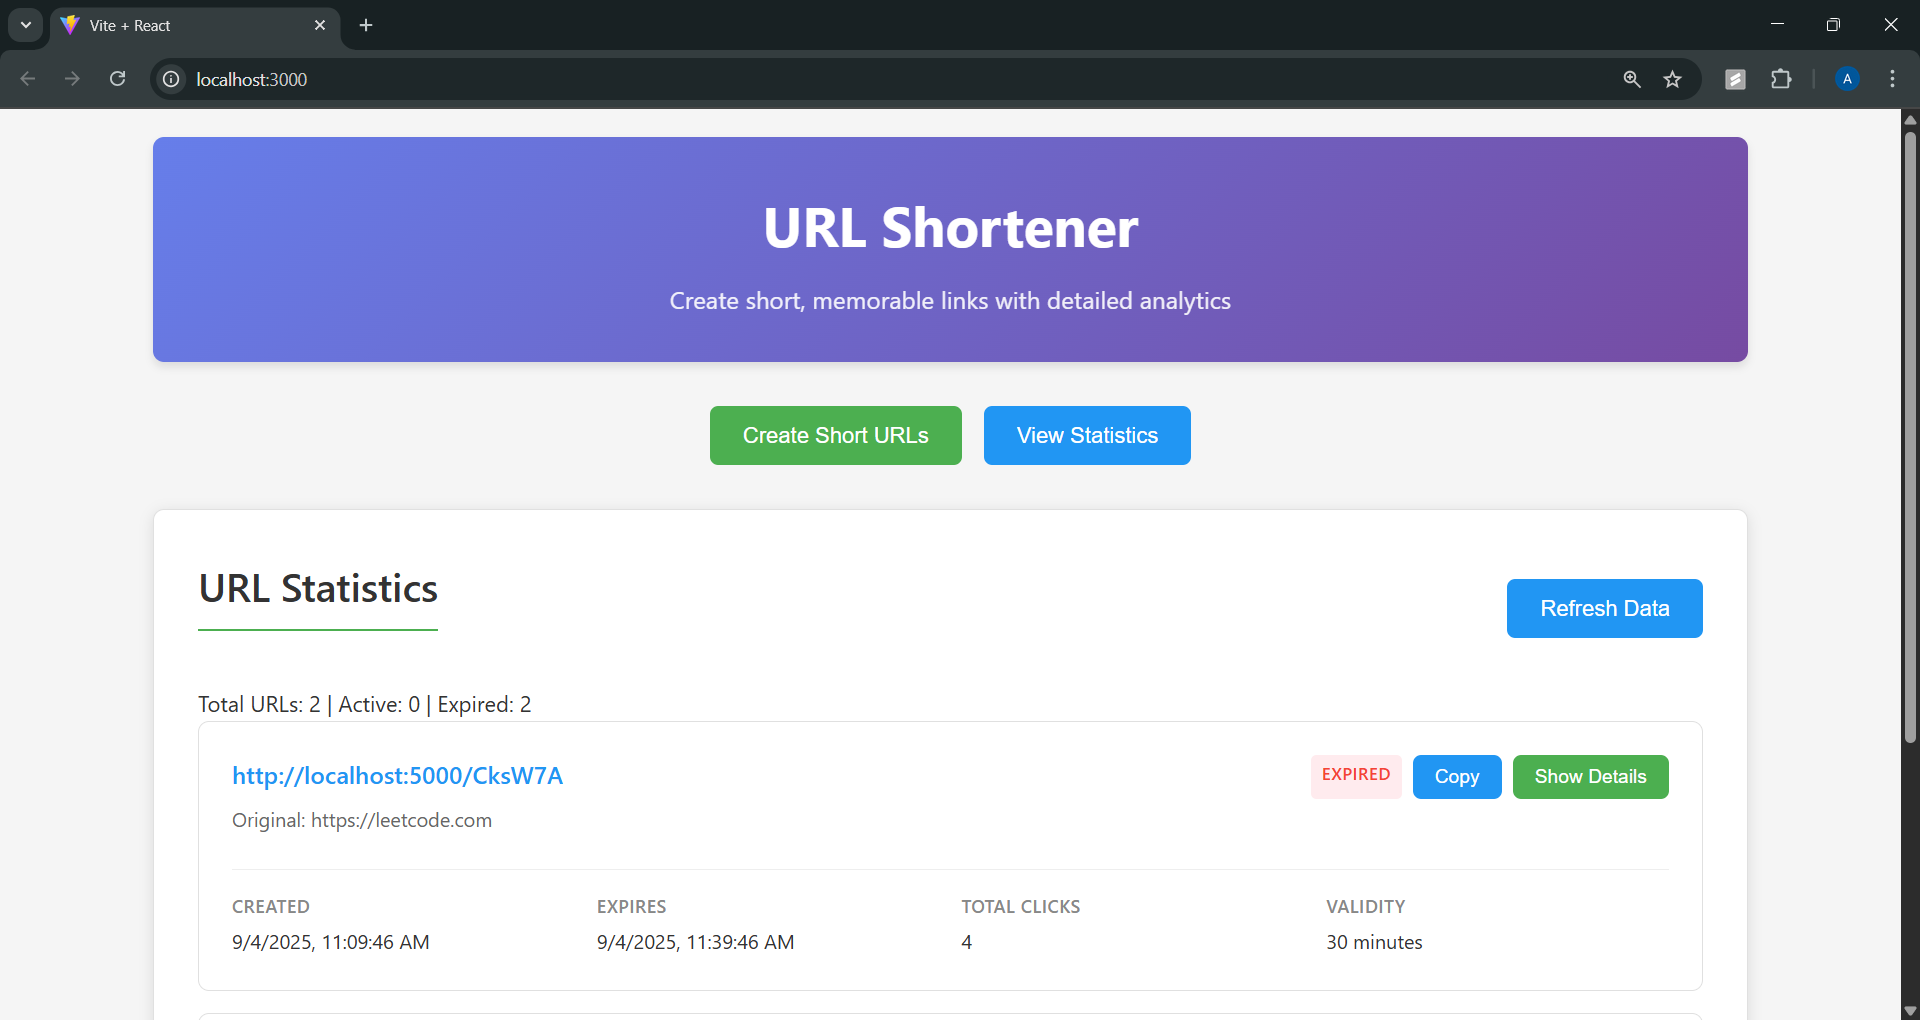 Vite + React
localhost:3000
A
URL Shortener
Create short, memorable links with detailed analytics
Create Short URLs
View Statistics
URL Statistics
Refresh Data
Total URLs: 2 | Active: 0 | Expired: 2
http://localhost:5000/CksW7A
EXPIRED
Copy
Show Details
Original: https://leetcode.com
CREATED
EXPIRES
TOTAL CLICKS
VALIDITY
9/4/2025, 11:09:46 AM
9/4/2025, 11:39:46 AM
4
30 minutes